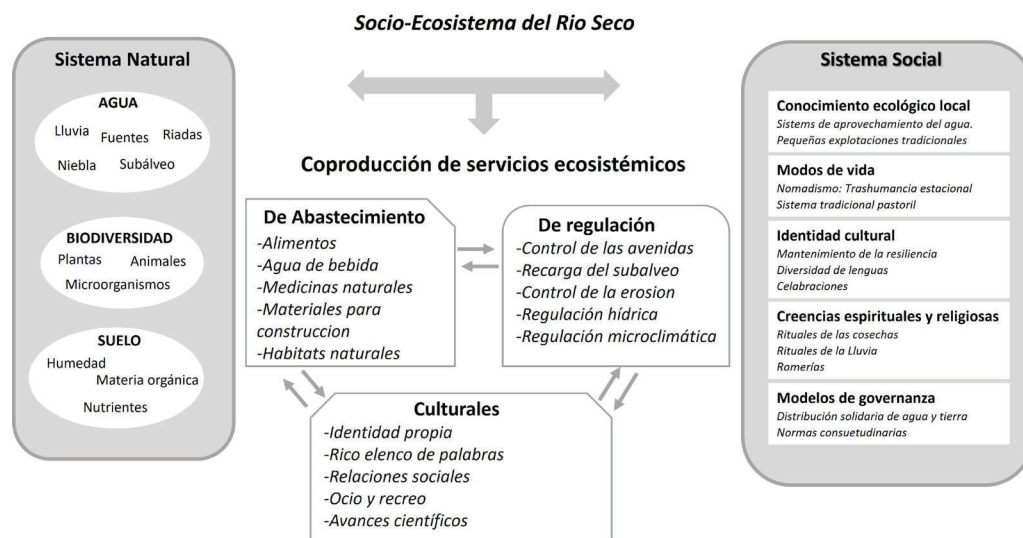 Socio-Ecosistema del Rio Seco
Sistema Natural
AGUA
Lluvia Fuentes Riadas
Niebla Subálveo
BIODIVERSIDAD
Plantas Animales
Microorganismos
SUELO
Humedad
Materia orgánica
Nutrientes
Coproducción de servicios ecosistémicos
De Abastecimiento
-Alimentos
-Agua de bebida
-Medicinas naturales
-Materiales para
construccion
-Habitats naturales
De regulación
-Control de las avenidas
-Recarga del subalveo
-Control de la erosion
-Regulación hídrica
-Regulación microclimática
Culturales
-Identidad propia
-Rico elenco de palabras
-Relaciones sociales
-Ocio y recreo
-Avances científicos
Sistema Social
Conocimiento ecológico local
Sistems de aprovechamiento del agua.
Pequeñas explotaciones tradicionales
Modos de vida
Nomadismo: Trashumancia estacional
Sistema tradicional pastoril
Identidad cultural
Mantenimiento de la resiliencia
Diversidad de lenguas
Celabraciones
Creencias espirituales y religiosas
Rituales de las cosechas
Rituales de la Lluvia
Romerías
Modelos de governanza
Distribución solidaria de agua y tierra
Normas consuetudinarias